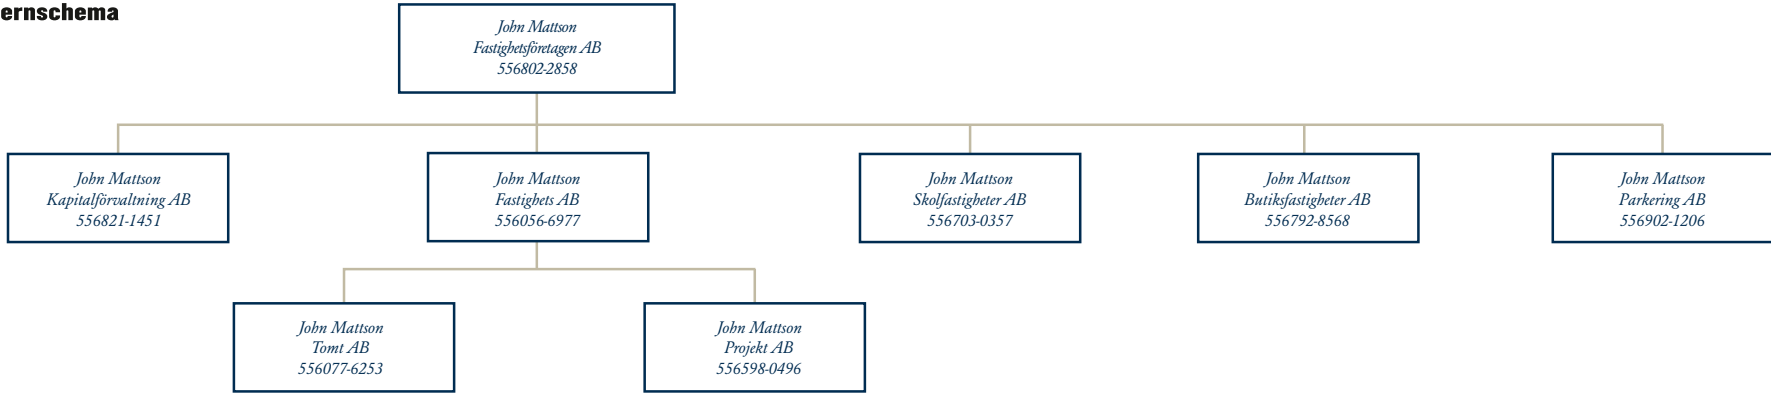 ernschema
John Mattson
Fastighetsföretagen AB
556802-2858
John Mattson
Kapitalförvaltning AB
556821-1451
John Mattson
Fastighets AB
556056-6977
John Mattson
Skolfastigheter AB
556703-0357
John Mattson
Butiksfastigheter AB
556792-8568
John Mattson
Parkering AB
556902-1206
John Mattson
Tomt AB
556077-6253
John Mattson
Projekt AB
556598-0496